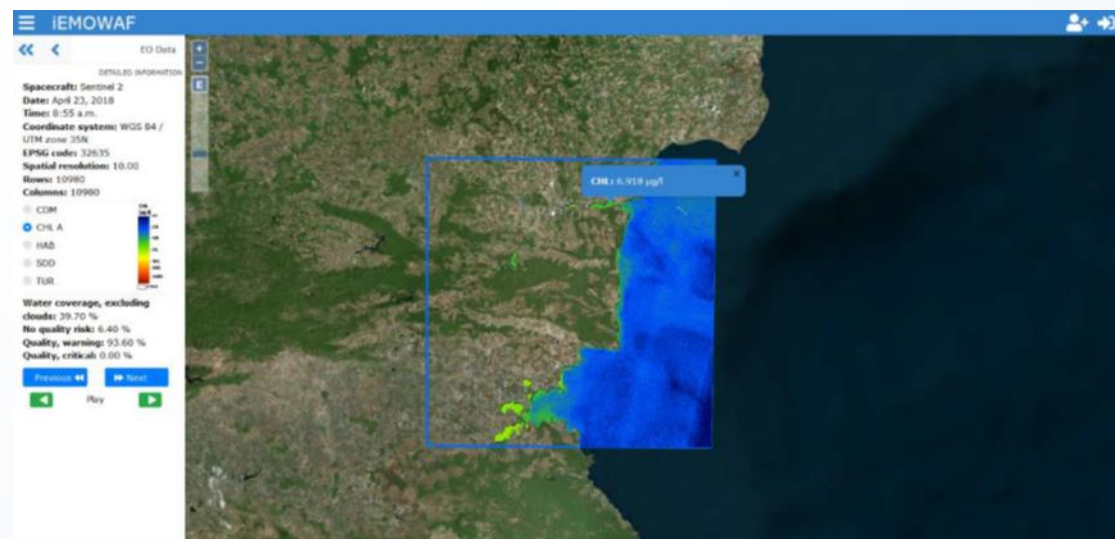 iEMOWAF
EO Data
DETAILED INFORMATION
Spacecraft: Sentinel 2
Date: April 23, 2018
Time: 8:55 a.m.
Coordinate system: WGS 84 /
UTM zone 35N
EPSG code: 32635
Spatial resolution: 10.00
Rows: 10980
Columns: 10980
CDM
CHL A
HAB
SDD
TUR
Water coverage, excluding
clouds: 39.70 %
No quality risk: 6.40 %
Quality, warning: 93.60 %
Quality, critical: 0.00 %
Previous
Next
Play
CHL: 6.918 µg/l